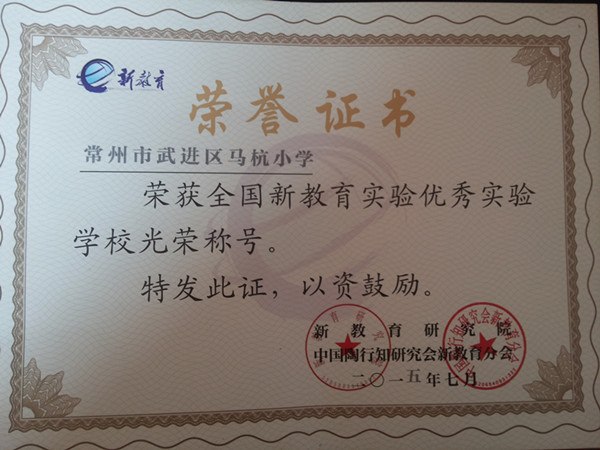 新教育
荣誉证书
常州市武进区马杭小学
荣获全国新教育实验优秀实验
学校光荣称号。
特发此证，以资鼓励。
新教育研究院
中国陶行知研究会新教育分会
二〇一五年七月